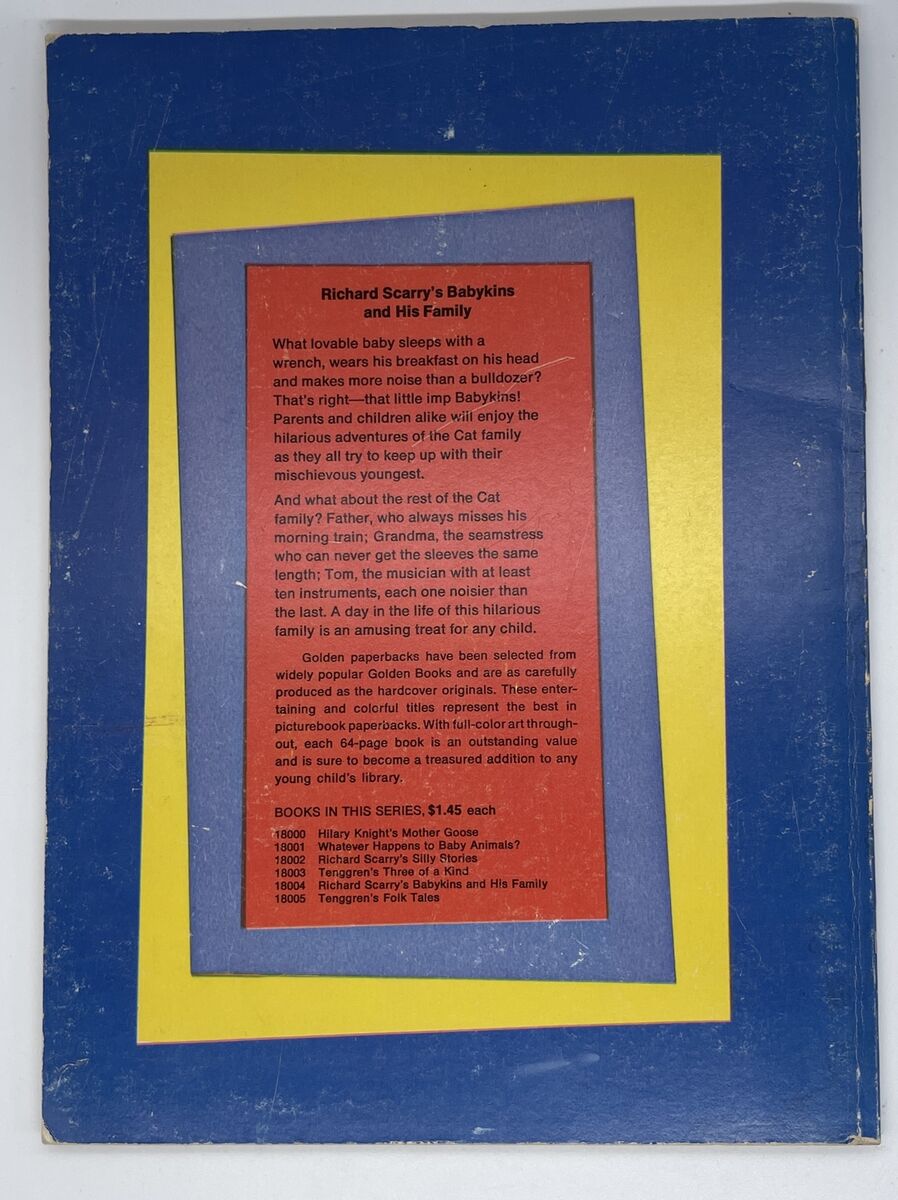 Richard Scarry's Babykins
and His Family
What lovable baby sleeps with a
wrench, wears his breakfast on his head
and makes more noise than a bulldozer?
That's right—that little imp Babykins!
Parents and children alike will enjoy the
hilarious adventures of the Cat family
as they all try to keep up with their
mischievous youngest.
And what about the rest of the Cat
family? Father, who always misses his
morning train; Grandma, the seamstress
who can never get the sleeves the same
length; Tom, the musician with at least
ten instruments, each one noisier than
the last. A day in the life of this hilarious
family is an amusing treat for any child.
Golden paperbacks have been selected from
widely popular Golden Books and are as carefully
produced as the hardcover originals. These enter-
taining and colorful titles represent the best in
picturebook paperbacks. With full-color art through-
out, each 64-page book is an outstanding value
and is sure to become a treasured addition to any
young child's library.
BOOKS IN THIS SERIES, $1.45 each
18000 Hilary Knight's Mother Goose
18001 Whatever Happens to Baby Animals?
18002 Richard Scarry's Silly Stories
18003 Tenggren's Three of a Kind
18004 Richard Scarry's Babykins and His Family
18005 Tenggren's Folk Tales